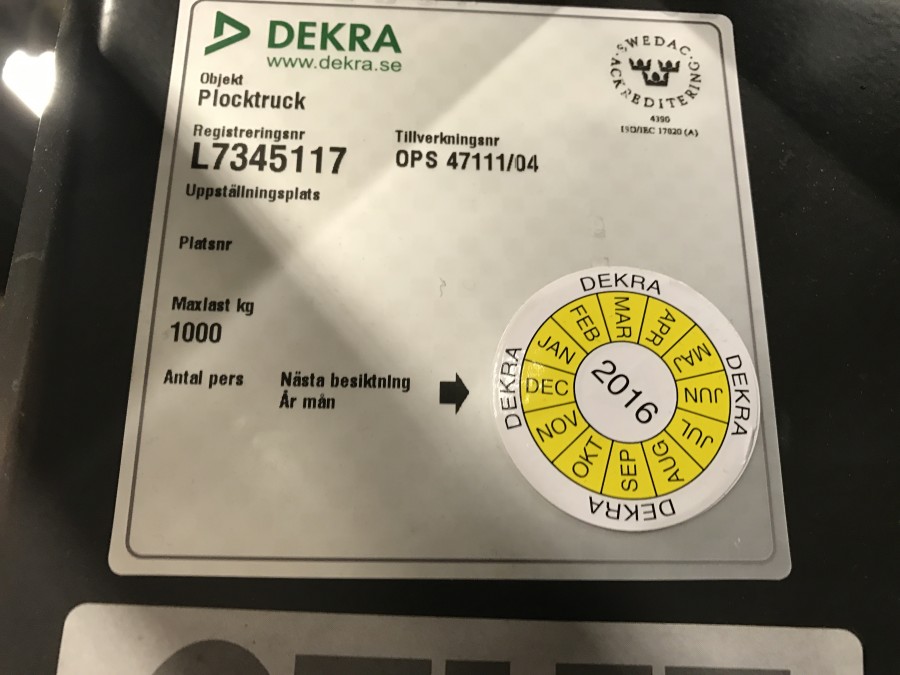 DEKRA
www.dekra.se
SWEDAC
ACKREDITERING
4390
ISO/IEC 17020 (A)
Objekt
Plocktruck
Registreringsnr
L7345117
Tillverkningsnr
OPS 47111/04
Uppställningsplats
Platsnr
Maxlast kg
1000
Antal pers
Nästa besiktning
År mån
DEKRA
DEKRA
DEKRA
DEKRA
JAN
FEB
MAR
APR
MAJ
JUN
JUL
AUG
SEP
OKT
NOV
DEC
2016